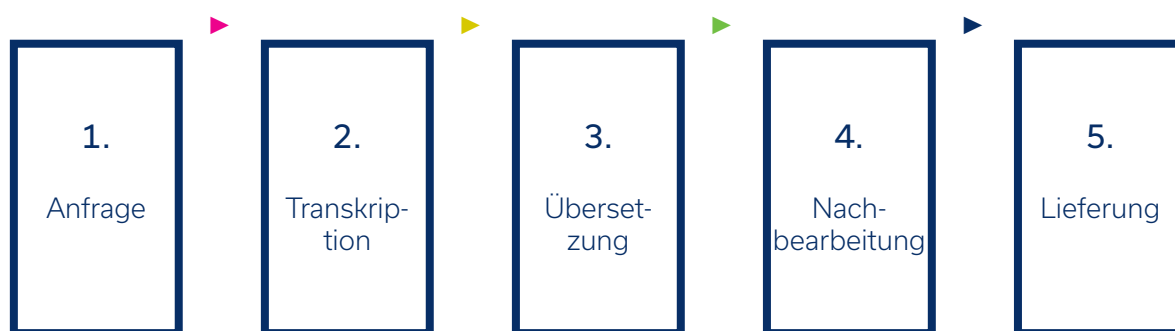 1.
Anfrage
2.
Transkrip-
tion
3.
Überset-
zung
4.
Nach-
bearbeitung
5.
Lieferung